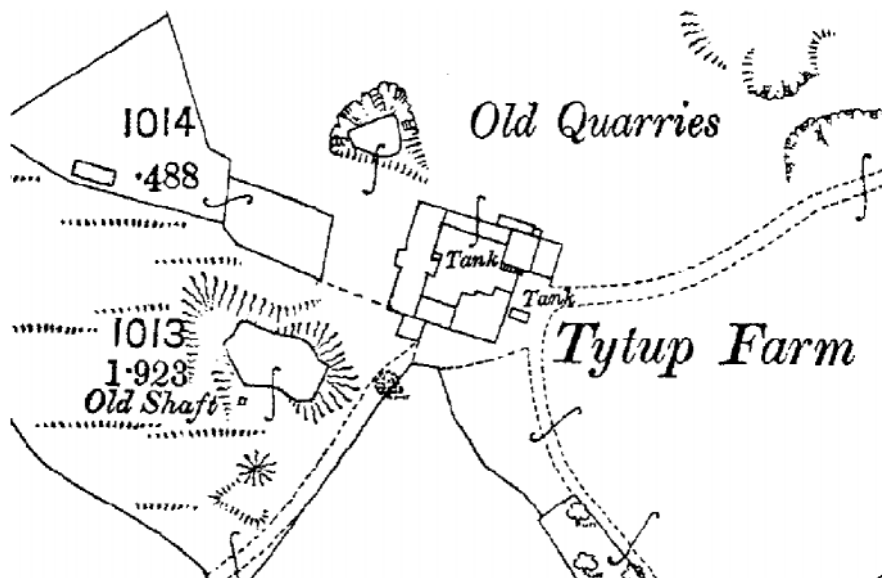 1014
·488
Old Quarries
Tank
Tank
1013
1·923
Old Shaft
Tytup Farm